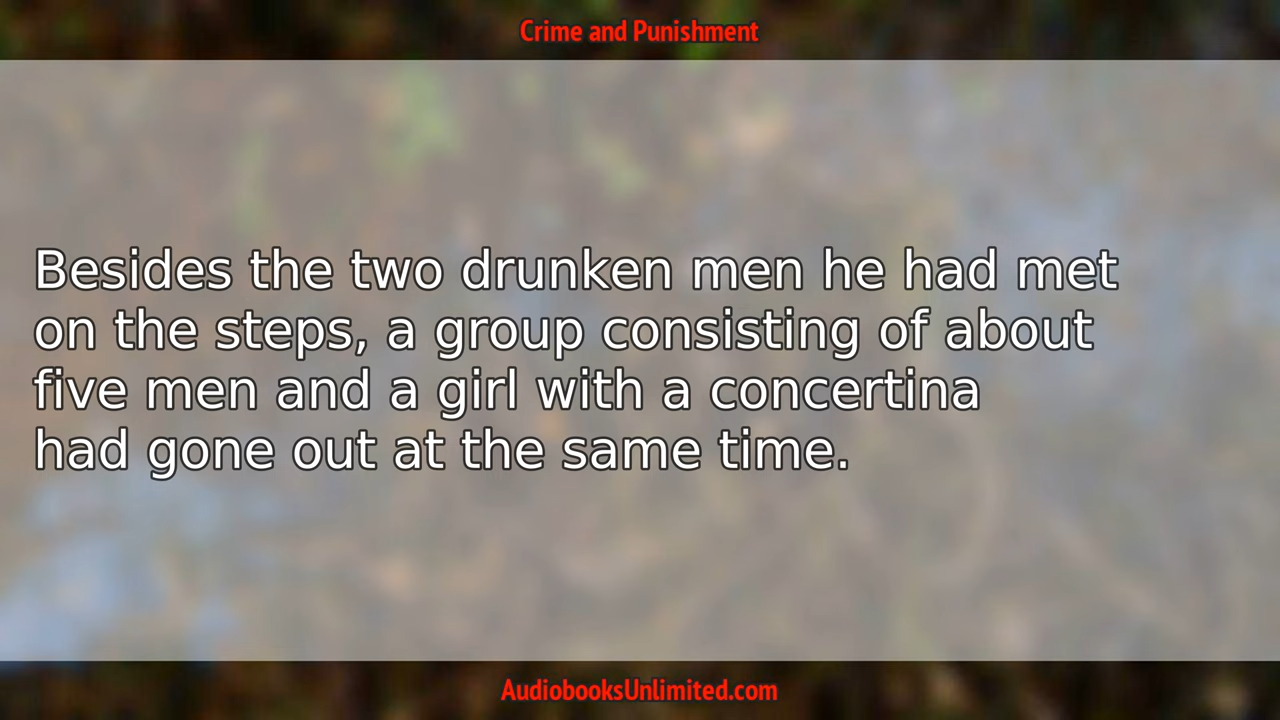 Crime and Punishment
Besides the two drunken men he had met
on the steps, a group consisting of about
five men and a girl with a concertina
had gone out at the same time.
AudiobooksUnlimited.com